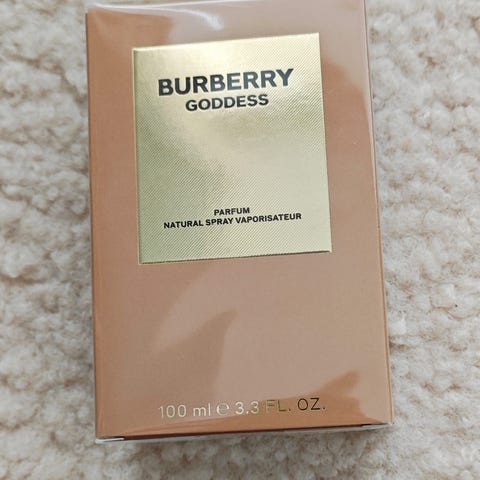 BURBERRY
GODDESS
PARFUM
NATURAL SPRAY VAPORISATEUR
100 ml ℮ 3.3 FL. OZ.